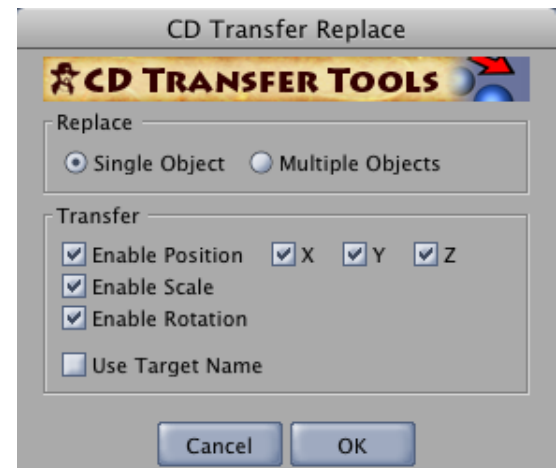 CD Transfer Replace
CD TRANSFER TOOLS
Replace
Single Object Multiple Objects
Transfer
Enable Position X Y Z
Enable Scale
Enable Rotation
Use Target Name
Cancel OK